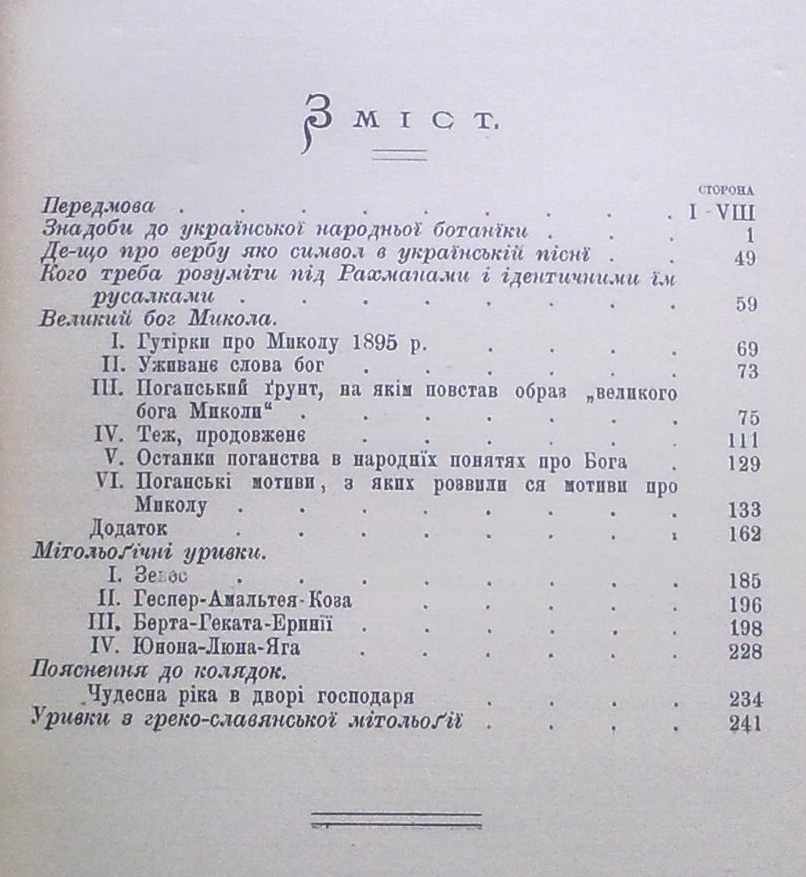 Зміст.
СТОРОНА
Передмова . . . . . . . . . I-VIII
Знадоби до української народньої ботаніки . . . 1
Де-що про вербу яко символ в українській пісні . . 49
Кого треба розуміти під Рахманами і ідентичними їм
русалками . . . . . . . 59
Великий бог Микола.
I. Гутірки про Миколу 1895 р. . . . . 69
II. Уживанє слова бог . . . . . . 73
III. Поганський ґрунт, на якім повстав образ „великого
бога Миколи“ . . . . . . . 75
IV. Теж, продовженє . . . . . . 111
V. Останки поганства в народнїх понятях про Бога . 129
VI. Поганські мотиви, з яких розвили ся мотиви про
Миколу . . . . . . . . 133
Додаток . . . . . . . . 162
Мітольоґічні уривки.
I. Зевес . . . . . . . . 185
II. Геспер-Амальтея-Коза . . . . . 196
III. Берта-Геката-Еринїї . . . . . . 198
IV. Юнона-Люна-Яга . . . . . . 228
Пояснення до колядок.
Чудесна ріка в дворі господаря . . . . 234
Уривки з греко-славянської мітольоґії . . . . 241